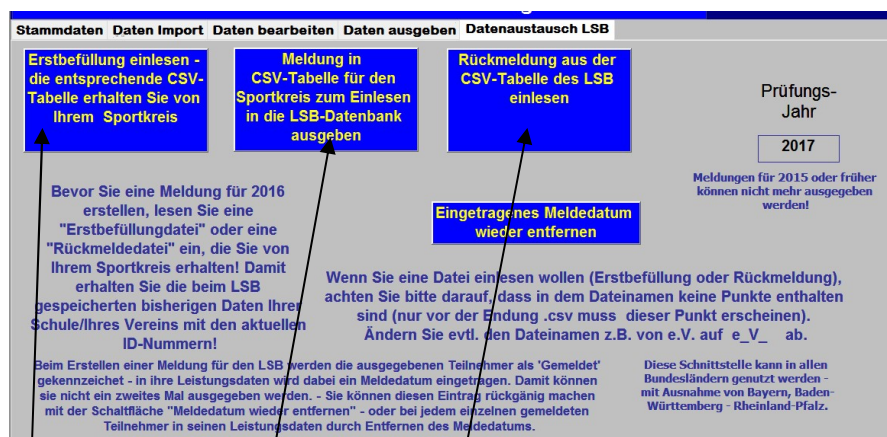 Stammdaten Daten Import Daten bearbeiten Daten ausgeben Datenaustausch LSB
Erstbefüllung einlesen -
die entsprechende CSV-
Tabelle erhalten Sie von
Ihrem Sportkreis
Meldung in
CSV-Tabelle für den
Sportkreis zum Einlesen
in die LSB-Datenbank
ausgeben
Rückmeldung aus der
CSV-Tabelle des LSB
einlesen
Prüfungs-
Jahr
2017
Meldungen für 2015 oder früher
können nicht mehr ausgegeben
werden!
Bevor Sie eine Meldung für 2016
erstellen, lesen Sie eine
"Erstbefüllungdatei" oder eine
"Rückmeldedatei" ein, die Sie von
Ihrem Sportkreis erhalten! Damit
erhalten Sie die beim LSB
gespeicherten bisherigen Daten Ihrer
Schule/Ihres Vereins mit den aktuellen
ID-Nummern!
Eingetragenes Meldedatum
wieder entfernen
Wenn Sie eine Datei einlesen wollen (Erstbefüllung oder Rückmeldung),
achten Sie bitte darauf, dass in dem Dateinamen keine Punkte enthalten
sind (nur vor der Endung .csv muss dieser Punkt erscheinen).
Ändern Sie evtl. den Dateinamen z.B. von e.V. auf e_V_ ab.
Beim Erstellen einer Meldung für den LSB werden die ausgegebenen Teilnehmer als 'Gemeldet'
gekennzeichet - in ihre Leistungsdaten wird dabei ein Meldedatum eingetragen. Damit können
sie nicht ein zweites Mal ausgegeben werden. - Sie können diesen Eintrag rückgängig machen
mit der Schaltfläche "Meldedatum wieder entfernen" - oder bei jedem einzelnen gemeldeten
Teilnehmer in seinen Leistungsdaten durch Entfernen des Meldedatums.
Diese Schnittstelle kann in allen
Bundesländern genutzt werden -
mit Ausnahme von Bayern, Baden-
Württemberg - Rheinland-Pfalz.